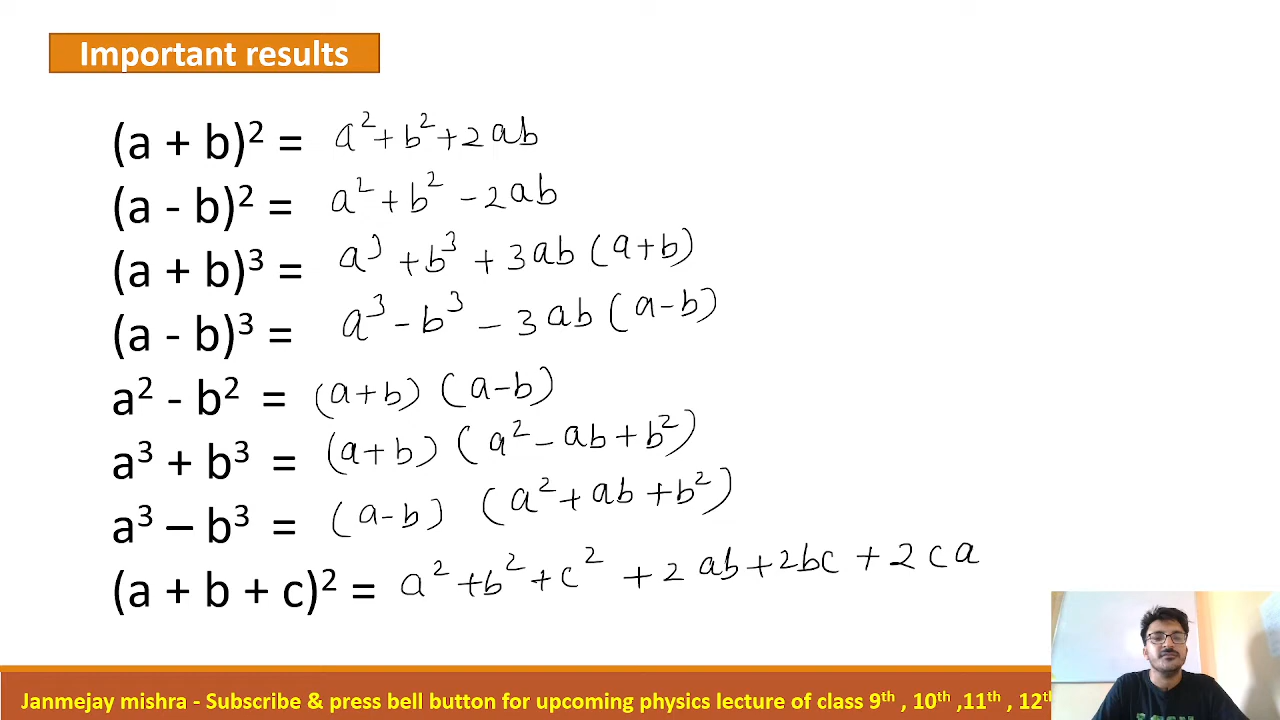 Important results
(a + b)² = a² + b² + 2ab
(a - b)² = a² + b² - 2ab
(a + b)³ = a³ + b³ + 3ab (a+b)
(a - b)³ = a³ - b³ - 3ab (a-b)
a² - b² = (a+b) (a-b)
a³ + b³ = (a+b) (a² - ab + b²)
a³ – b³ = (a-b) (a² + ab + b²)
(a + b + c)² = a² + b² + c² + 2ab + 2bc + 2ca
Janmejay mishra - Subscribe & press bell button for upcoming physics lecture of class 9th , 10th ,11th , 12th